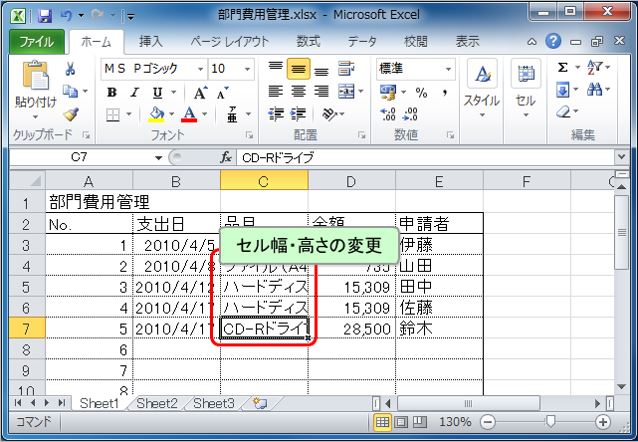 部門費用管理.xlsx - Microsoft Excel
ファイル ホーム 挿入 ページ レイアウト 数式 データ 校閲 表示
貼り付け
ＭＳ Ｐゴシック 10
B I U A A
標準
% ,
スタイル
セル
Σ
クリップボード フォント 配置 数値 編集
C7 fx CD-Rドライブ
A B C D E F
1 部門費用管理
2 No. 支出日 品目 金額 申請者
セル幅・高さの変更
3 1 2010/4/5 伊藤
4 2 2010/4/8 ファイル（A4 735 山田
5 3 2010/4/12 ハードディス 15,309 田中
6 4 2010/4/17 ハードディス 15,309 佐藤
7 5 2010/4/17 CD-Rドライ 28,500 鈴木
8 6
9 7
10 8
Sheet1 Sheet2 Sheet3
コマンド 130%